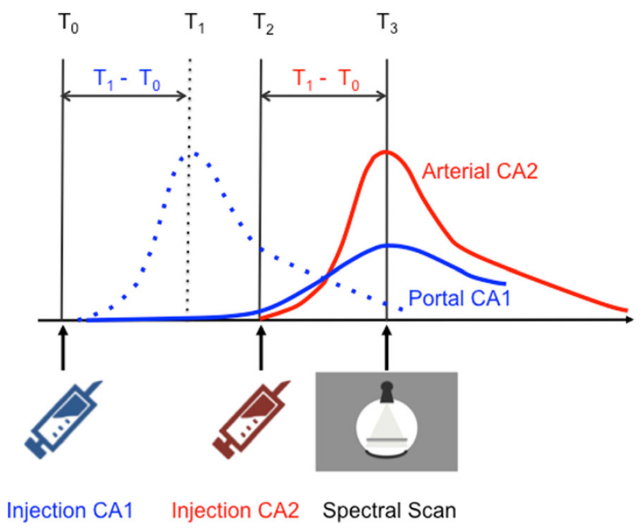 T0 T1 T2 T3
T1 - T0 T1 - T0
Arterial CA2
Portal CA1
Injection CA1 Injection CA2 Spectral Scan